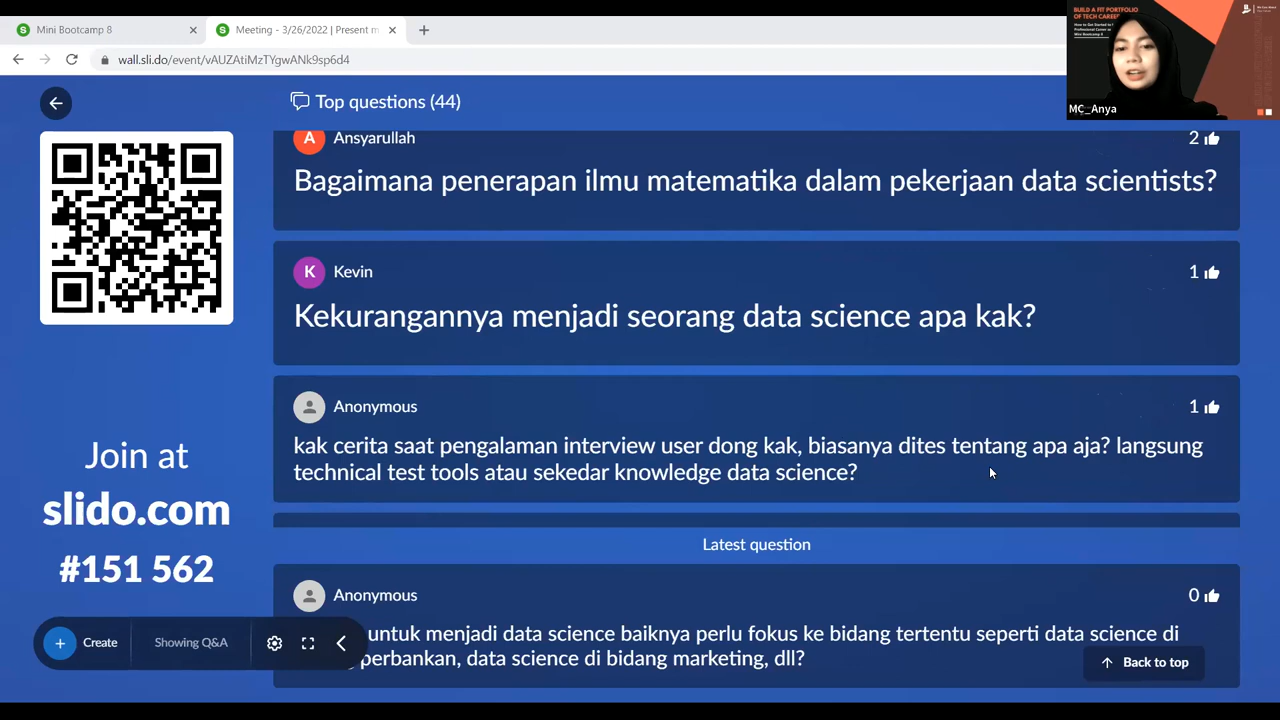 Mini Bootcamp 8
Meeting - 3/26/2022 | Present m
wall.sli.do/event/vAUZAtiMzTYgwANk9sp6d4
BUILD A FIT PORTFOLIO
OF TECH CAREER
MC_Anya
Top questions (44)
Ansyarullah
2
Bagaimana penerapan ilmu matematika dalam pekerjaan data scientists?
K
Kevin
1
Kekurangannya menjadi seorang data science apa kak?
Anonymous
1
kak cerita saat pengalaman interview user dong kak, biasanya dites tentang apa aja? langsung
technical test tools atau sekedar knowledge data science?
Latest question
Anonymous
0
untuk menjadi data science baiknya perlu fokus ke bidang tertentu seperti data science di
perbankan, data science di bidang marketing, dll?
Back to top
Join at
slido.com
#151 562
Create
Showing Q&A